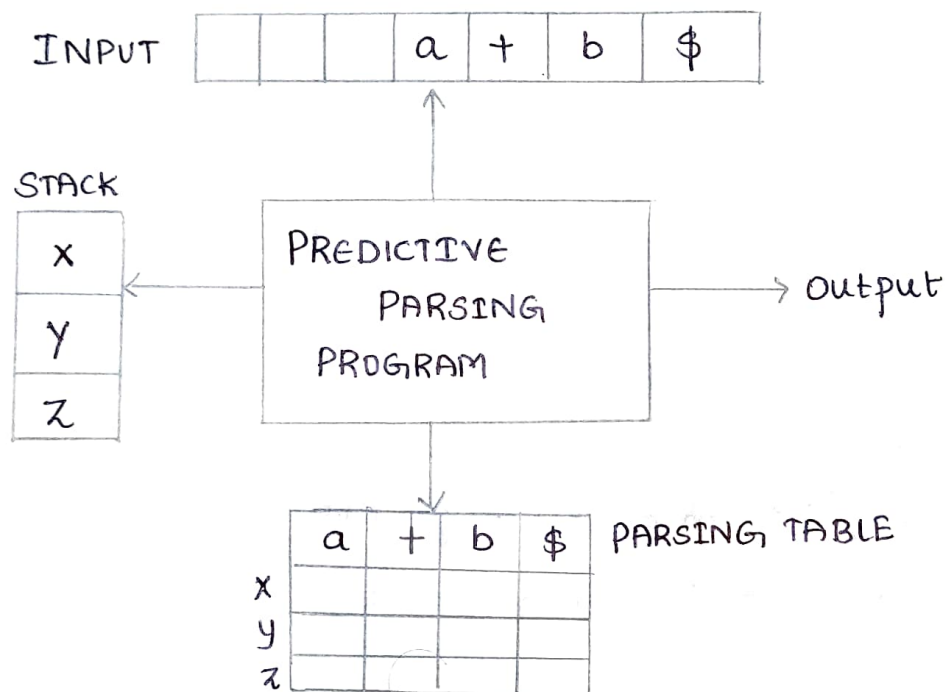 INPUT a + b $
STACK
X
Y
Z
PREDICTIVE
PARSING
PROGRAM
Output
a + b $ PARSING TABLE
X
Y
Z